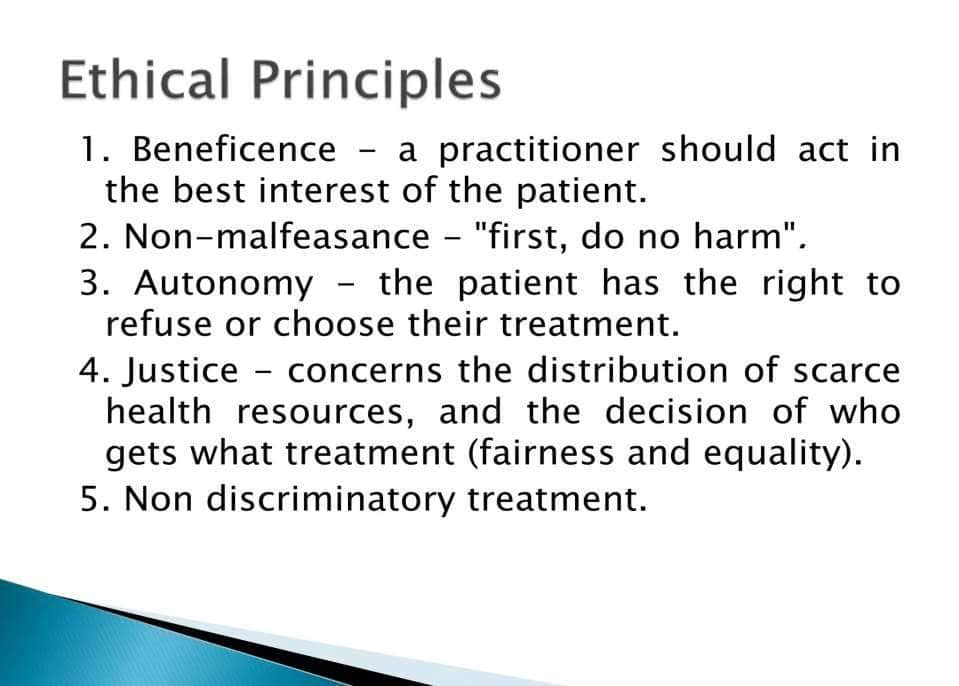 Ethical Principles
1. Beneficence – a practitioner should act in
the best interest of the patient.
2. Non-malfeasance – "first, do no harm".
3. Autonomy – the patient has the right to
refuse or choose their treatment.
4. Justice – concerns the distribution of scarce
health resources, and the decision of who
gets what treatment (fairness and equality).
5. Non discriminatory treatment.